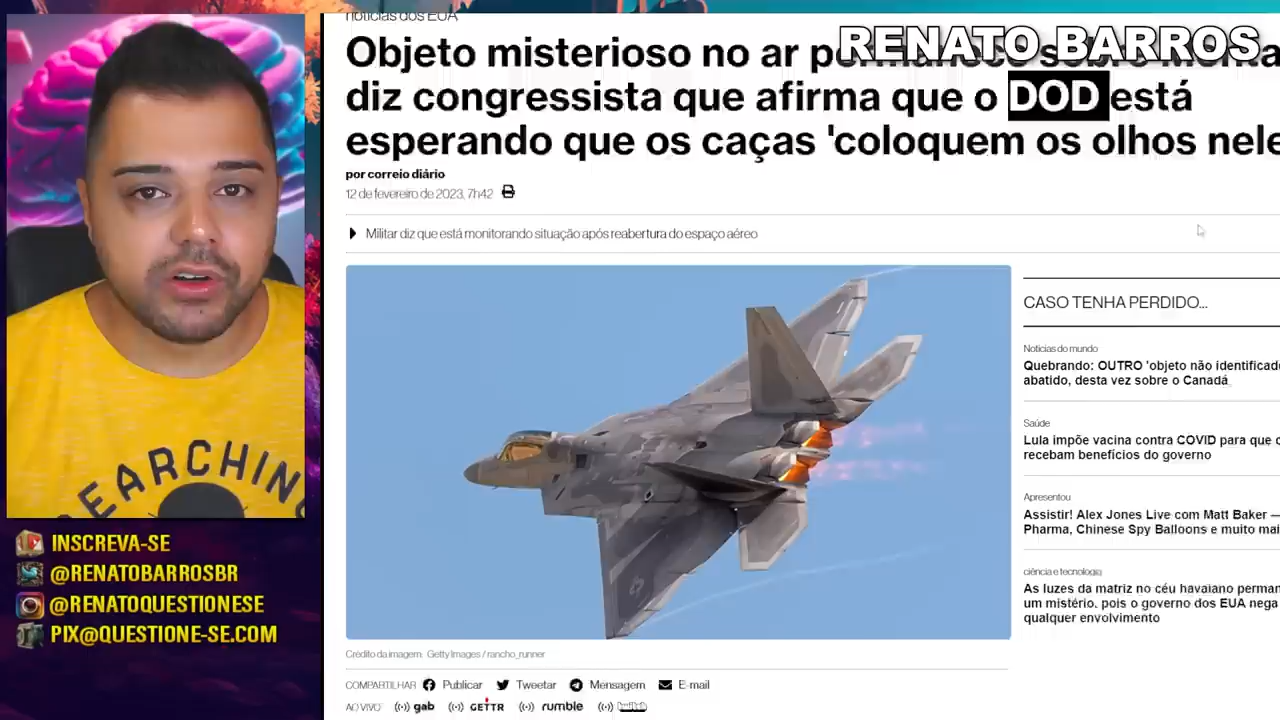 notícias dos EUA
RENATO BARROS
Objeto misterioso no ar
diz congressista que afirma que o DOD está
esperando que os caças 'coloquem os olhos nele
por correio diário
12 de fevereiro de 2023, 7h42
Militar diz que está monitorando situação após reabertura do espaço aéreo
CASO TENHA PERDIDO...
Notícias do mundo
Quebrando: OUTRO 'objeto não identificado
abatido, desta vez sobre o Canadá
Saúde
Lula impõe vacina contra COVID para que
recebam benefícios do governo
Apresentou
Assistir! Alex Jones Live com Matt Baker —
Pharma, Chinese Spy Balloons e muito mai
ciência e tecnologia
As luzes da matriz no céu havaiano
um mistério, pois o governo dos EUA nega
qualquer envolvimento
SEARCHING
INSCREVA-SE
@RENATOBARROSBR
@RENATOQUESTIONESE
PIX@QUESTIONE-SE.COM
Crédito da imagem: Getty Images / rancho_runner
COMPARTILHAR Publicar Tweetar Mensagem E-mail
AO VIVO gab GETTR rumble twitch